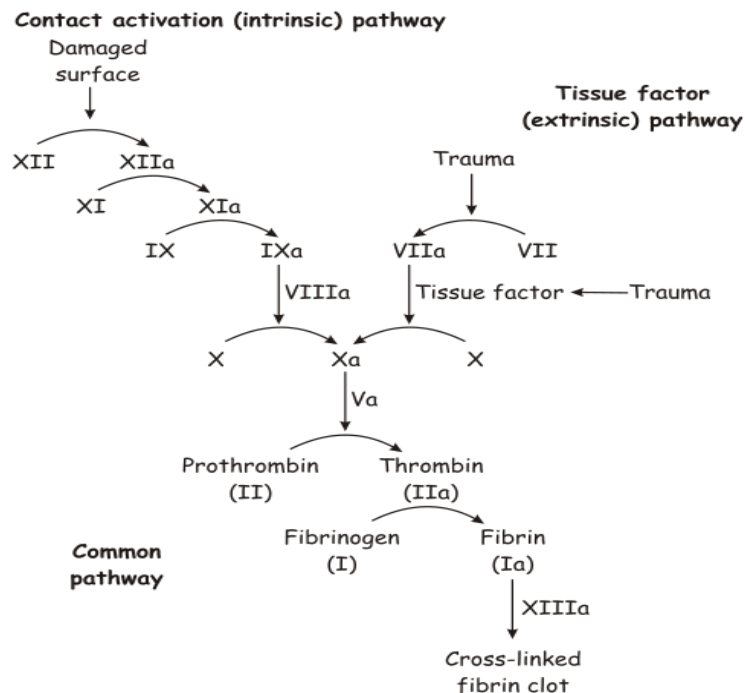 Contact activation (intrinsic) pathway
Damaged
surface
Tissue factor
(extrinsic) pathway
Trauma
XII
XIIa
XI
XIa
IX
IXa
VIIa
VII
VIIIa
Tissue factor
Trauma
X
Xa
X
Va
Prothrombin
(II)
Thrombin
(IIa)
Fibrinogen
(I)
Fibrin
(Ia)
Common
pathway
XIIIa
Cross-linked
fibrin clot